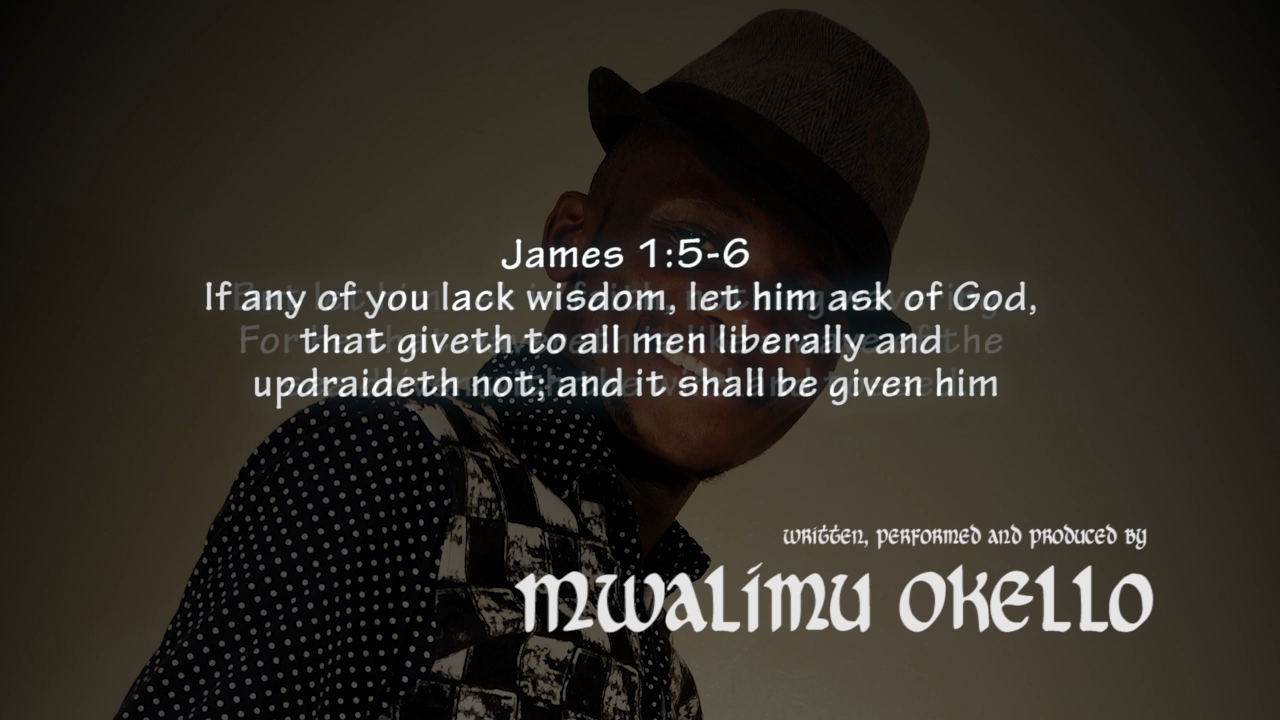 James 1:5-6
If any of you lack wisdom, let him ask of God,
that giveth to all men liberally and
updraideth not; and it shall be given him
written, performed and produced by
Mwalimu Okello